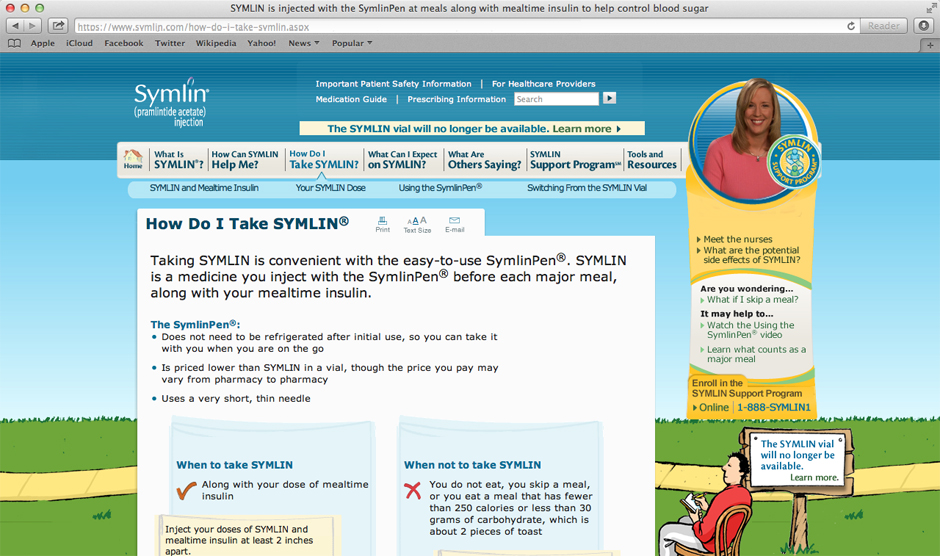 SYMLIN is injected with the SymlinPen at meals along with mealtime insulin to help control blood sugar
https://www.symlin.com/how-do-i-take-symlin.aspx
Reader
Apple iCloud Facebook Twitter Wikipedia Yahoo! News Popular
Symlin®
(pramlintide acetate)
injection
Important Patient Safety Information | For Healthcare Providers
Medication Guide | Prescribing Information Search
The SYMLIN vial will no longer be available. Learn more
Home
What Is
SYMLIN®?
How Can SYMLIN
Help Me?
How Do I
Take SYMLIN?
What Can I Expect
on SYMLIN?
What Are
Others Saying?
SYMLIN
Support Program℠
Tools and
Resources
SYMLIN and Mealtime Insulin Your SYMLIN Dose Using the SymlinPen® Switching From the SYMLIN Vial
How Do I Take SYMLIN®
Print
AAA
Text Size
E-mail
Taking SYMLIN is convenient with the easy-to-use SymlinPen®. SYMLIN
is a medicine you inject with the SymlinPen® before each major meal,
along with your mealtime insulin.
The SymlinPen®:
• Does not need to be refrigerated after initial use, so you can take it
with you when you are on the go
• Is priced lower than SYMLIN in a vial, though the price you pay may
vary from pharmacy to pharmacy
• Uses a very short, thin needle
When to take SYMLIN
Along with your dose of mealtime
insulin
Inject your doses of SYMLIN and
mealtime insulin at least 2 inches
apart.
When not to take SYMLIN
You do not eat, you skip a meal,
or you eat a meal that has fewer
than 250 calories or less than 30
grams of carbohydrate, which is
about 2 pieces of toast
SYMLIN
SUPPORT PROGRAM
Meet the nurses
What are the potential
side effects of SYMLIN?
Are you wondering...
What if I skip a meal?
It may help to...
Watch the Using the
SymlinPen® video
Learn what counts as a
major meal
Enroll in the
SYMLIN Support Program
Online | 1-888-SYMLIN1
The SYMLIN vial
will no longer be
available.
Learn more.